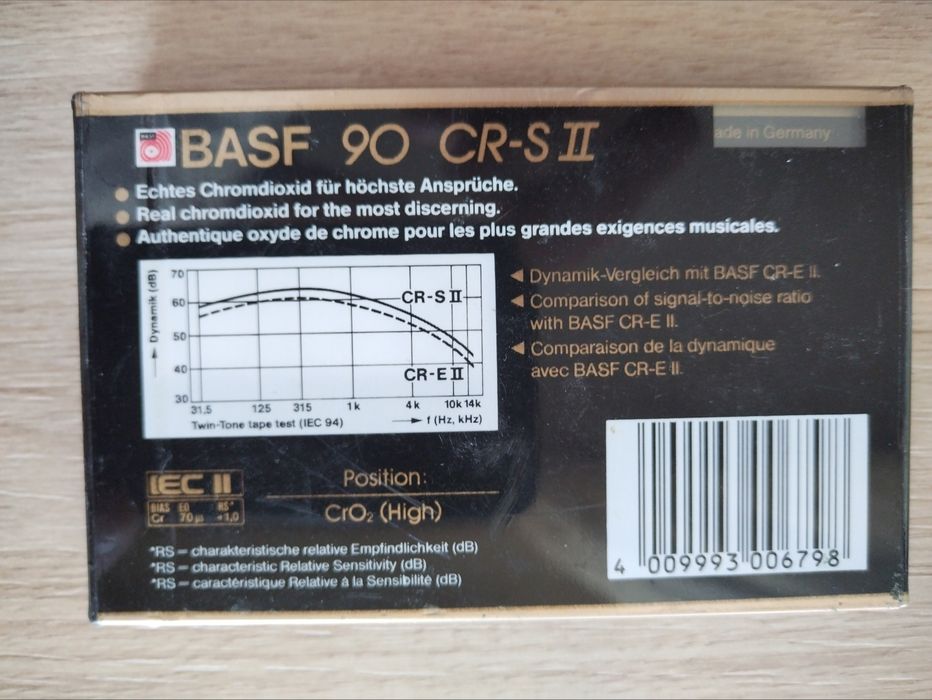 BASF 90 CR-S II
ade in Germany
Echtes Chromdioxid für höchste Ansprüche.
Real chromdioxid for the most discerning.
Authentique oxyde de chrome pour les plus grandes exigences musicales.
Dynamik (dB)
70
60
50
40
30
CR-S II
CR-E II
31,5 125 315 1k 4k 10k 14k
Twin-Tone tape test (IEC 94) f (Hz, kHz)
Dynamik-Vergleich mit BASF CR-E II.
Comparison of signal-to-noise ratio
with BASF CR-E II.
Comparaison de la dynamique
avec BASF CR-E II.
IEC II
BIAS EQ RS*
Cr 70 µs +1,0
Position:
CrO₂ (High)
*RS = charakteristische relative Empfindlichkeit (dB)
*RS = characteristic Relative Sensitivity (dB)
*RS = caractéristique Relative à la Sensibilité (dB)
4 009993 006798